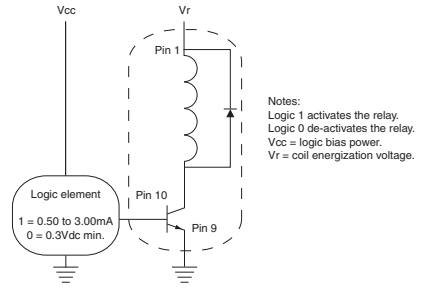 Vcc
Vr
Pin 1
Notes:
Logic 1 activates the relay.
Logic 0 de-activates the relay.
Vcc = logic bias power.
Vr = coil energization voltage.
Logic element
1 = 0.50 to 3.00mA
0 = 0.3Vdc min.
Pin 10
Pin 9